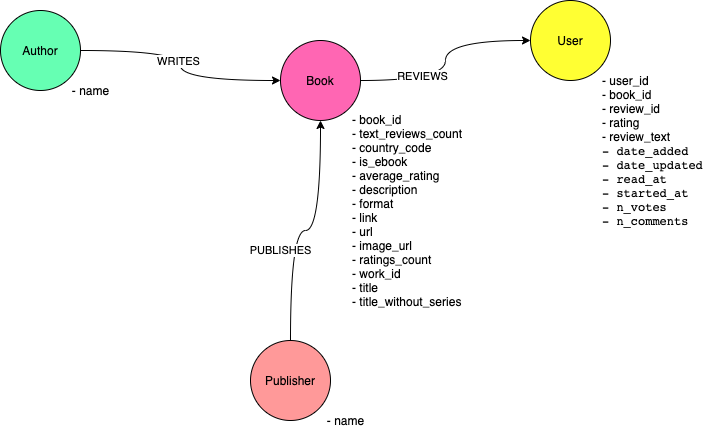 Author
- name
WRITES
Book
- book_id
- text_reviews_count
- country_code
- is_ebook
- average_rating
- description
- format
- link
- url
- image_url
- ratings_count
- work_id
- title
- title_without_series
REVIEWS
User
- user_id
- book_id
- review_id
- rating
- review_text
- date_added
- date_updated
- read_at
- started_at
- n_votes
- n_comments
PUBLISHES
Publisher
- name